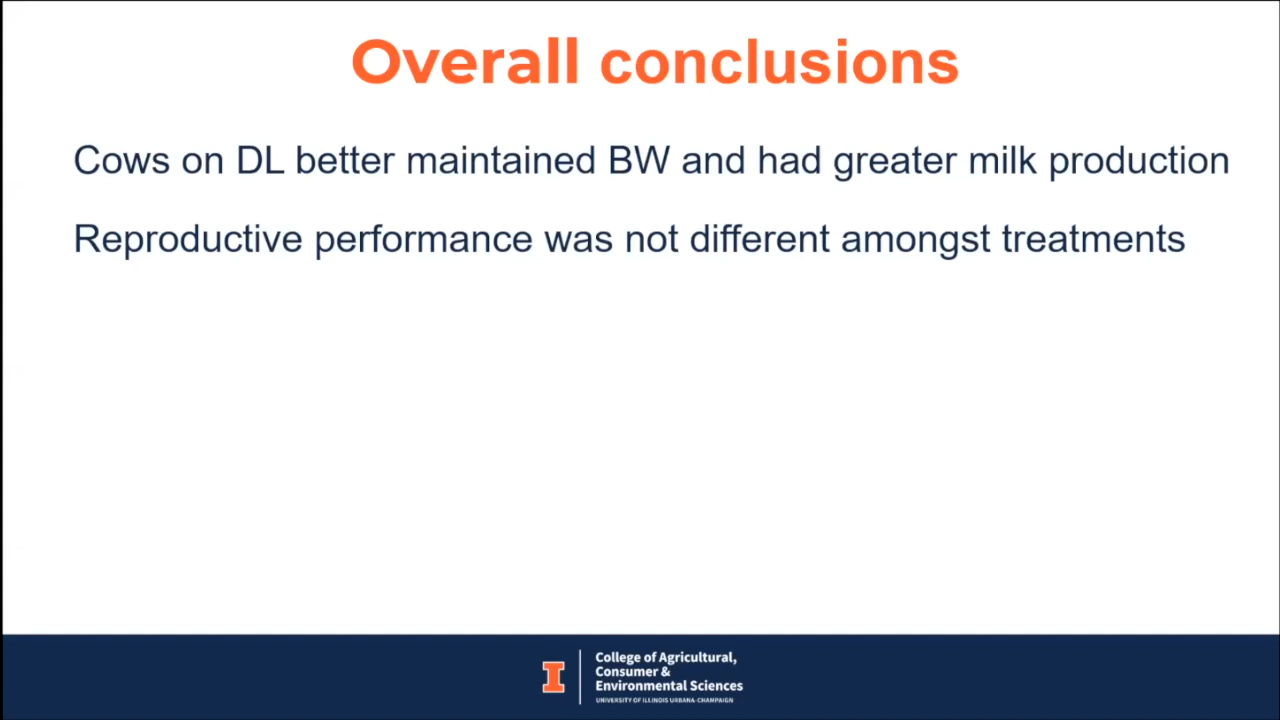 Overall conclusions
Cows on DL better maintained BW and had greater milk production
Reproductive performance was not different amongst treatments
I
College of Agricultural,
Consumer &
Environmental Sciences
UNIVERSITY OF ILLINOIS URBANA-CHAMPAIGN